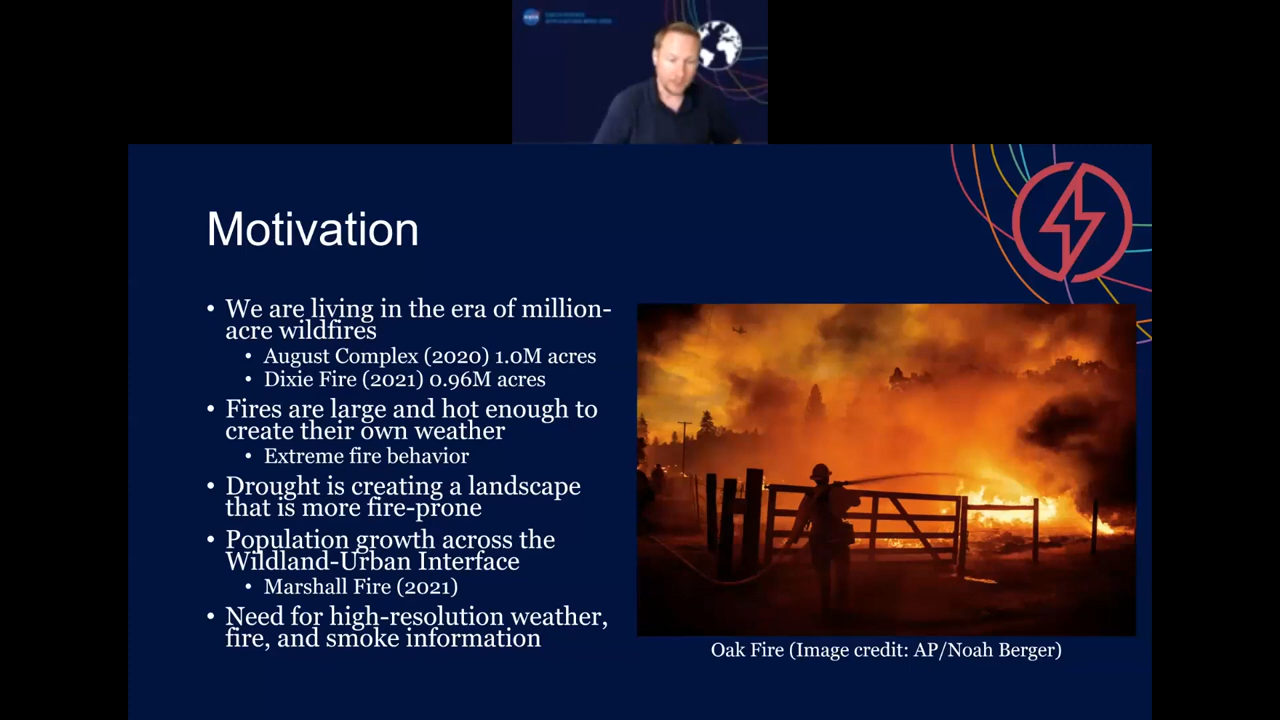 NASA
Motivation
• We are living in the era of million-
acre wildfires
• August Complex (2020) 1.0M acres
• Dixie Fire (2021) 0.96M acres
• Fires are large and hot enough to
create their own weather
• Extreme fire behavior
• Drought is creating a landscape
that is more fire-prone
• Population growth across the
Wildland-Urban Interface
• Marshall Fire (2021)
• Need for high-resolution weather,
fire, and smoke information
Oak Fire (Image credit: AP/Noah Berger)